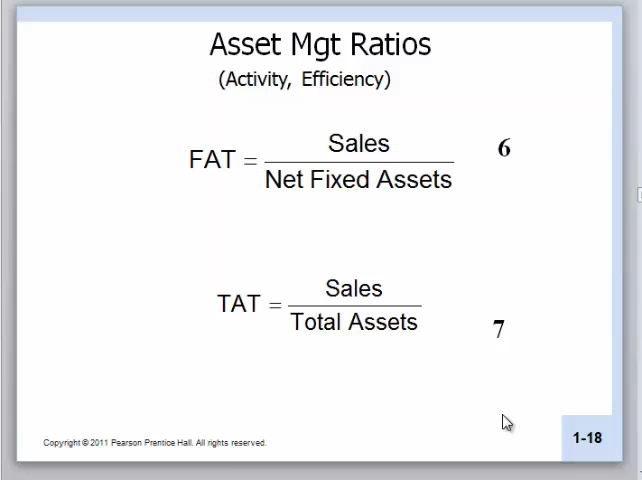 Asset Mgt Ratios
(Activity, Efficiency)
FAT = Sales / Net Fixed Assets 6
TAT = Sales / Total Assets 7
Copyright © 2011 Pearson Prentice Hall. All rights reserved.
1-18